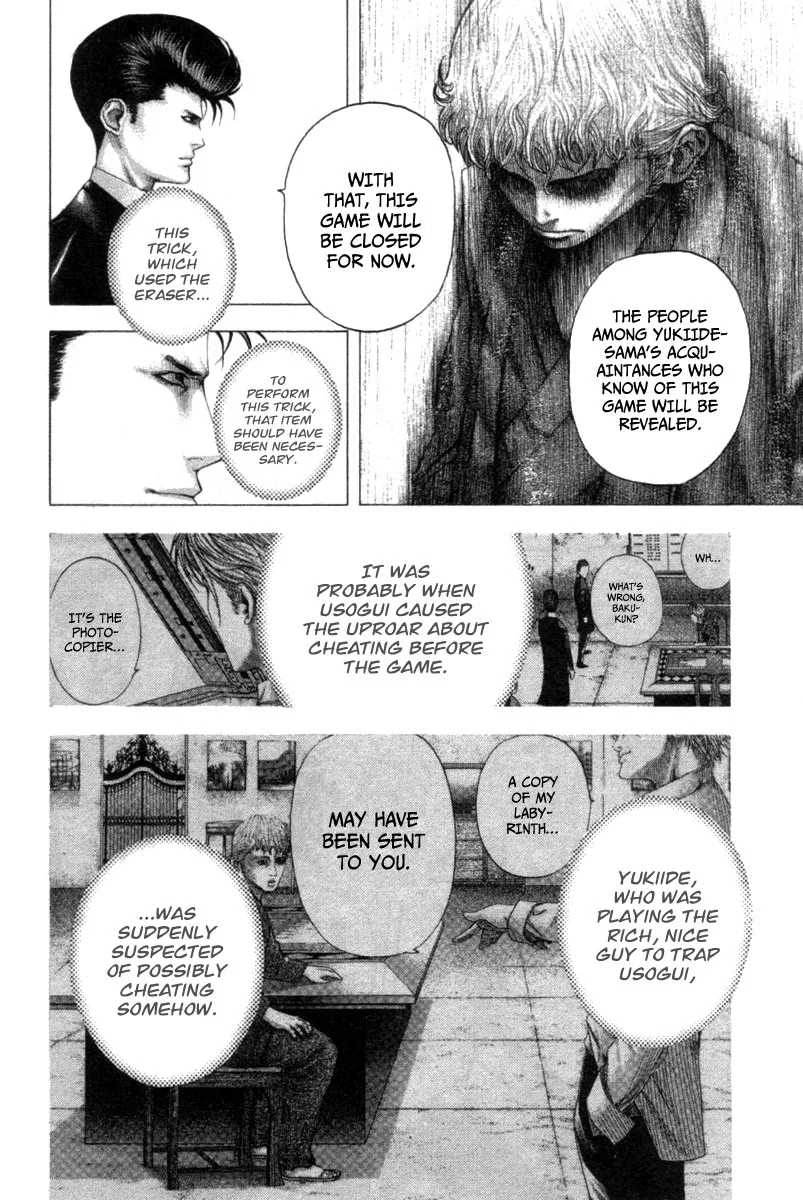 WITH
THAT, THIS
GAME WILL
BE CLOSED
FOR NOW.
THE PEOPLE
AMONG YUKIIDE-
SAMA'S ACQU-
AINTANCES WHO
KNOW OF THIS
GAME WILL BE
REVEALED.
THIS
TRICK,
WHICH
USED THE
ERASER...
TO
PERFORM
THIS TRICK,
THAT ITEM
SHOULD HAVE
BEEN NECES-
SARY.
WH...
WHAT'S
WRONG,
BAKU-
KUN?
IT WAS
PROBABLY WHEN
USOGUI CAUSED
THE UPROAR ABOUT
CHEATING BEFORE
THE GAME.
IT'S THE
PHOTO-
COPIER...
A COPY
OF MY
LABY-
RINTH...
MAY HAVE
BEEN SENT
TO YOU.
YUKIIDE,
WHO WAS
PLAYING THE
RICH, NICE
GUY TO TRAP
USOGUI,
...WAS
SUDDENLY
SUSPECTED
OF POSSIBLY
CHEATING
SOMEHOW.